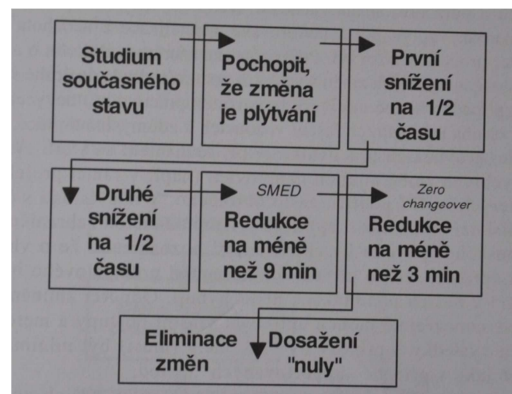 Studium
současného
stavu
Pochopit,
že změna
je plýtvání
První
snížení
na 1/2
času
Druhé
snížení
na 1/2
času
SMED
Redukce
na méně
než 9 min
Zero
changeover
Redukce
na méně
než 3 min
Eliminace
změn
Dosažení
"nuly"